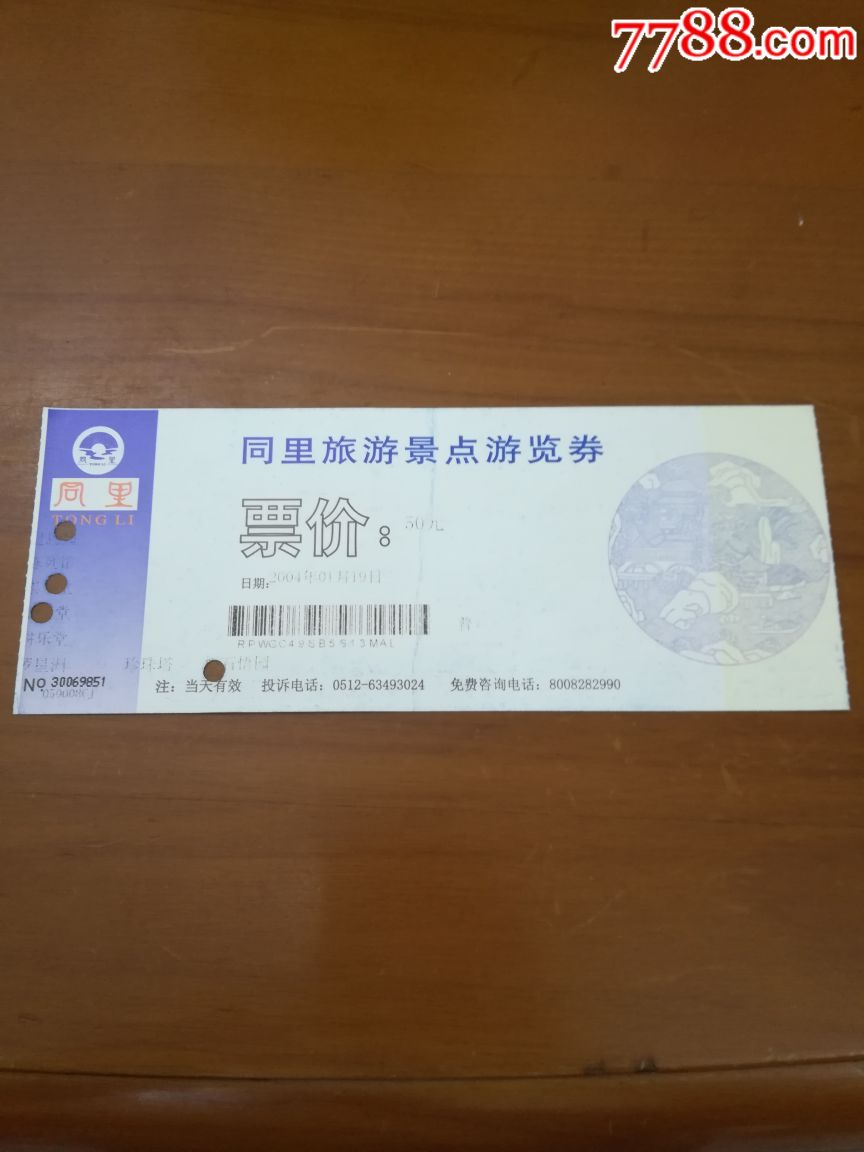 7788.com
同里旅游景点游览券
同里
TONG LI
票价：50元
日期：2004年01月19日
普
珍珠塔
NO 30069851
注：当天有效 投诉电话：0512-63493024 免费咨询电话：8008282990